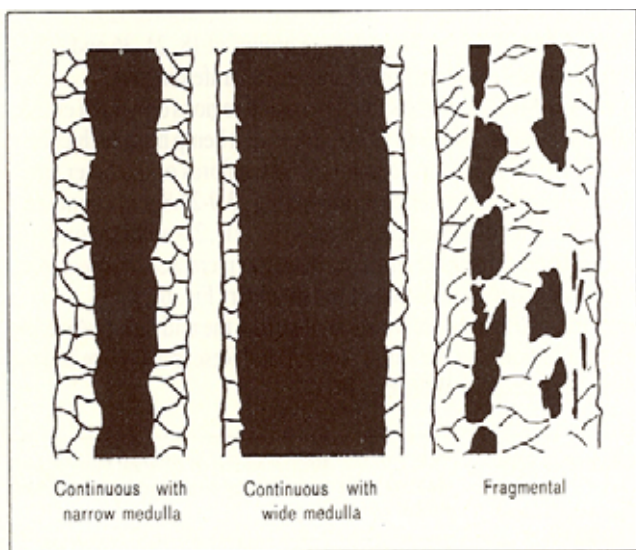 Continuous with
narrow medulla
Continuous with
wide medulla
Fragmental